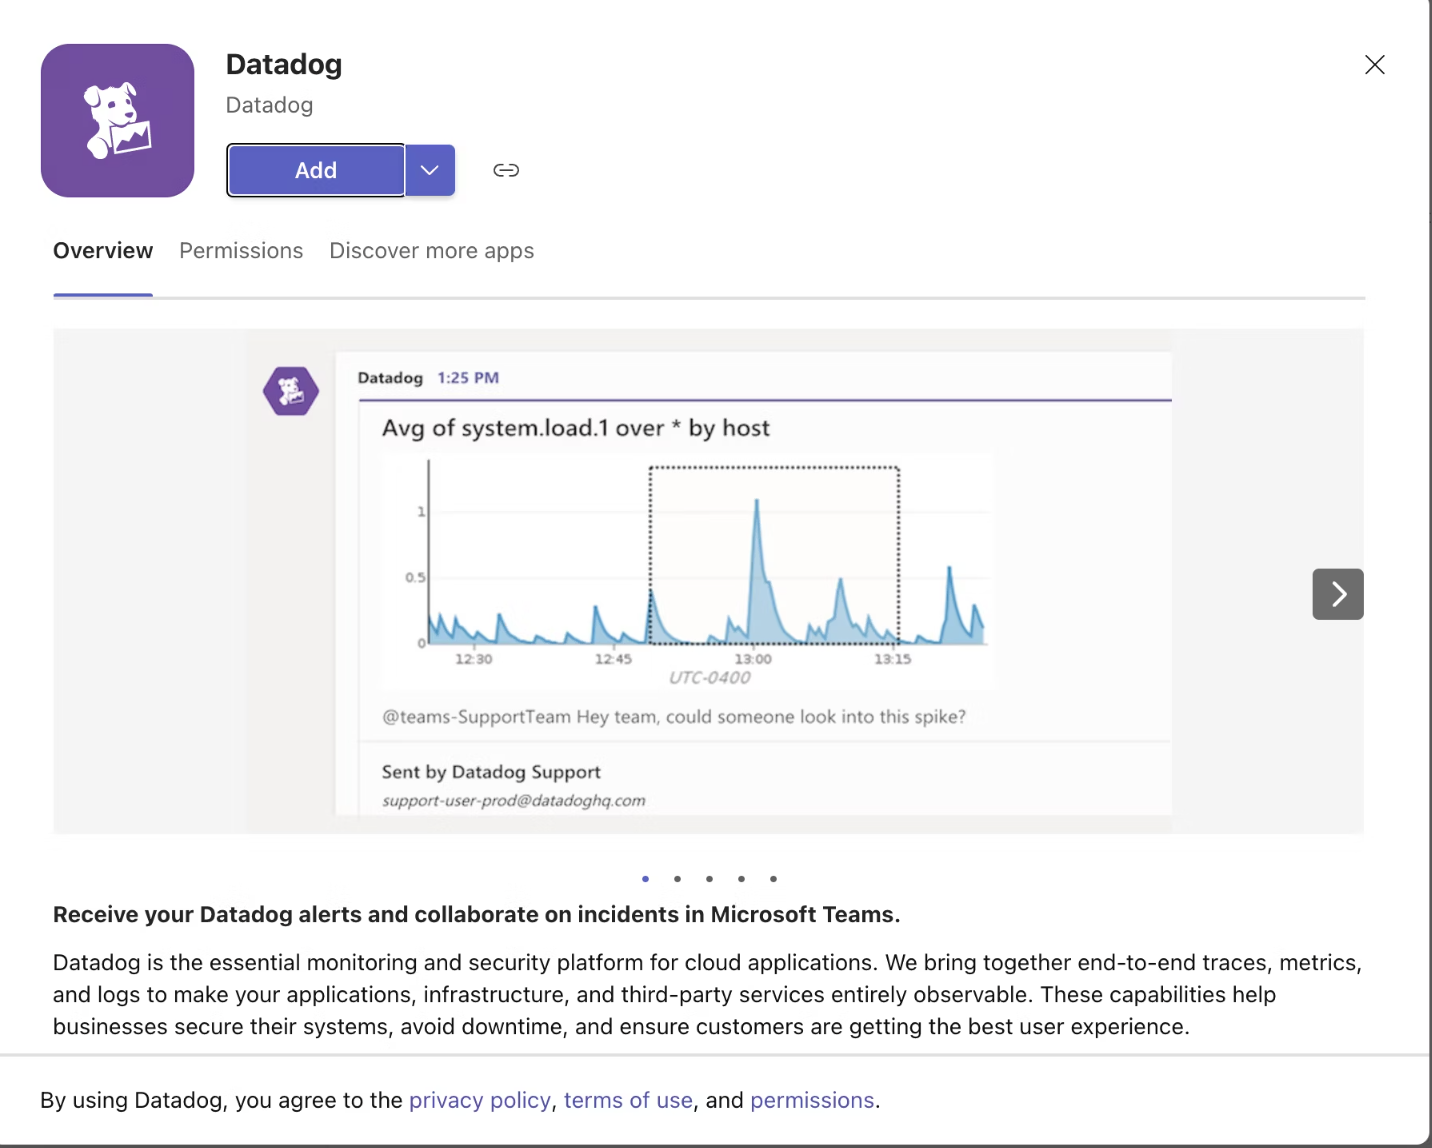 Datadog
Datadog
Add
Overview Permissions Discover more apps
Datadog 1:25 PM
Avg of system.load.1 over * by host
1
0.5
0
12:30 12:45 13:00 13:15
UTC-0400
@teams-SupportTeam Hey team, could someone look into this spike?
Sent by Datadog Support
support-user-prod@datadoghq.com
Receive your Datadog alerts and collaborate on incidents in Microsoft Teams.
Datadog is the essential monitoring and security platform for cloud applications. We bring together end-to-end traces, metrics,
and logs to make your applications, infrastructure, and third-party services entirely observable. These capabilities help
businesses secure their systems, avoid downtime, and ensure customers are getting the best user experience.
By using Datadog, you agree to the privacy policy, terms of use, and permissions.